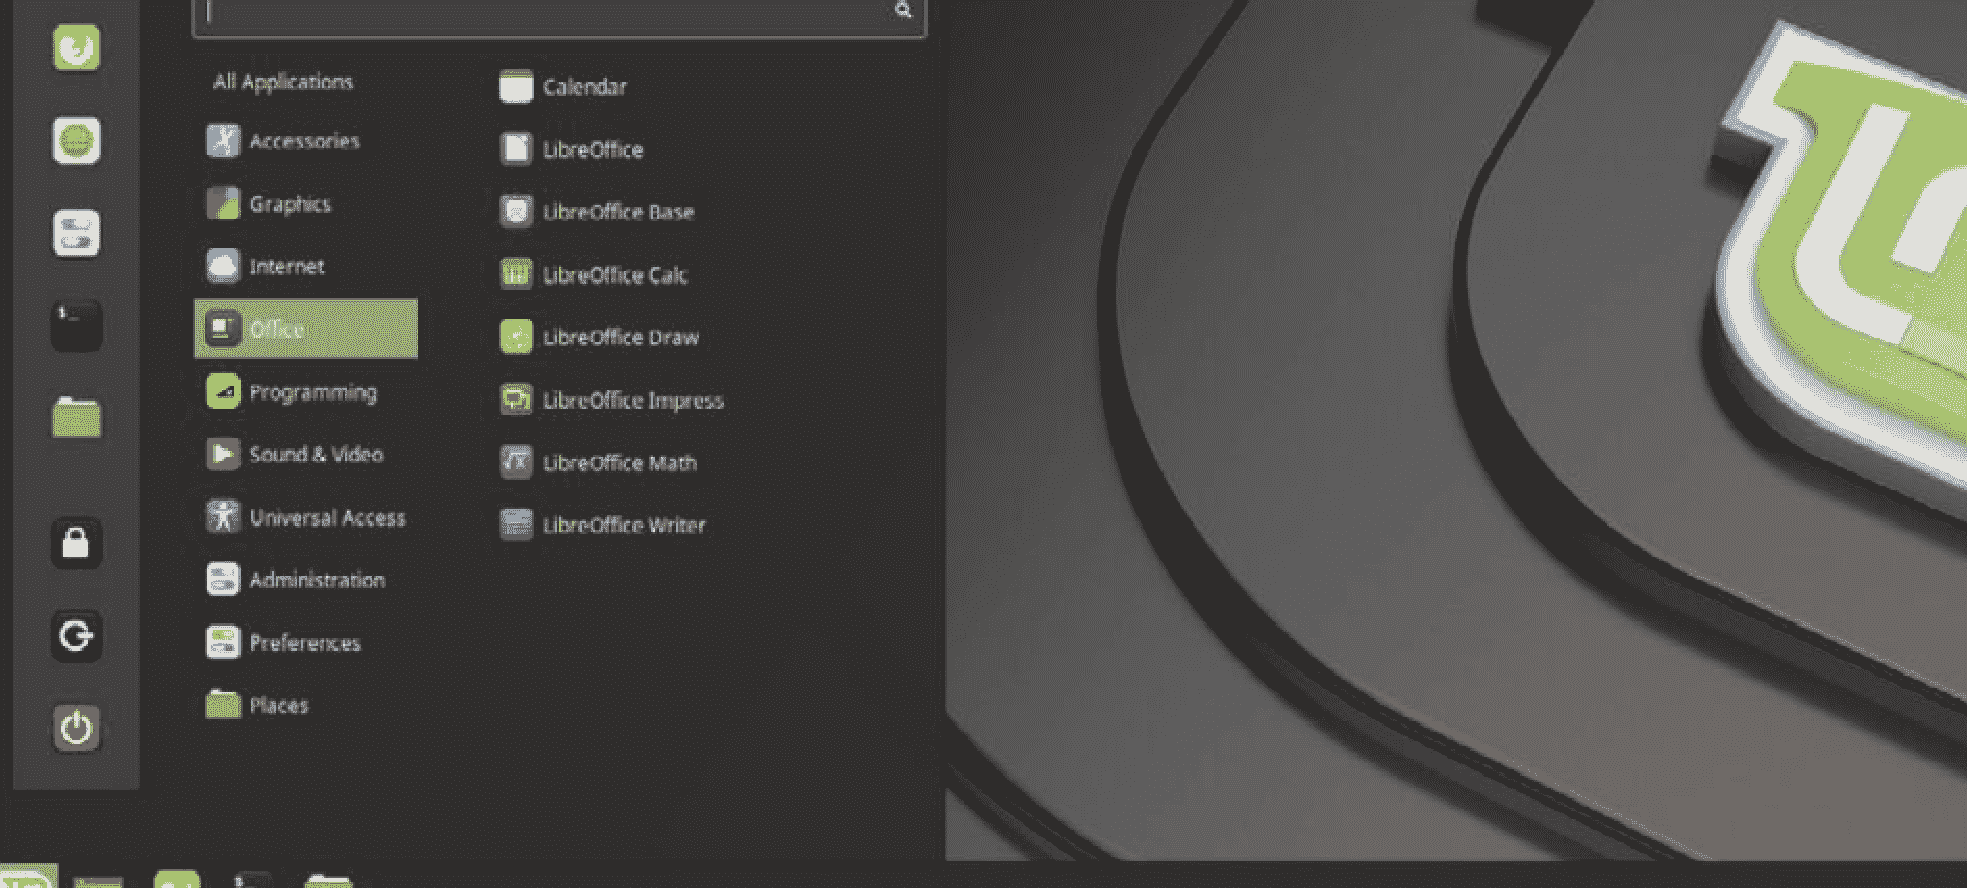 All Applications
Accessories
Graphics
Internet
Office
Programming
Sound & Video
Universal Access
Administration
Preferences
Places
Calendar
LibreOffice
LibreOffice Base
LibreOffice Calc
LibreOffice Draw
LibreOffice Impress
LibreOffice Math
LibreOffice Writer